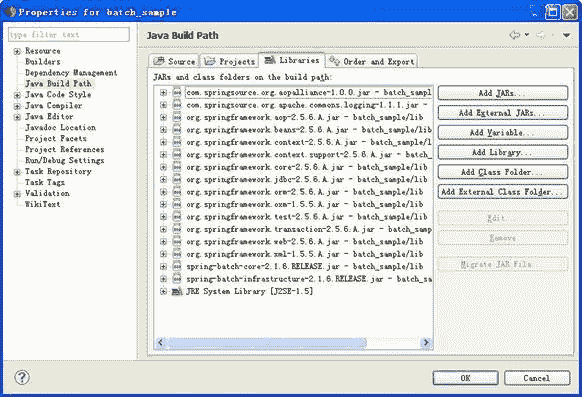 Properties for batch_sample
type filter text
Resource
Builders
Dependency Management
Java Build Path
Java Code Style
Java Compiler
Java Editor
Javadoc Location
Project Facets
Project References
Run/Debug Settings
Task Repository
Task Tags
Validation
WikiText
Java Build Path
Source Projects Libraries Order and Export
JARs and class folders on the build path:
com.springsource.org.aopalliance-1.0.0.jar - batch_sampl
com.springsource.org.apache.commons.logging-1.1.1.jar -
org.springframework.aop-2.5.6.A.jar - batch_sample/lib
org.springframework.beans-2.5.6.A.jar - batch_sample/lib
org.springframework.context-2.5.6.A.jar - batch_sample/l
org.springframework.context.support-2.5.6.A.jar - batch_
org.springframework.core-2.5.6.A.jar - batch_sample/lib
org.springframework.jdbc-2.5.6.A.jar - batch_sample/lib
org.springframework.orm-2.5.6.A.jar - batch_sample/lib
org.springframework.oxm-1.5.5.A.jar - batch_sample/lib
org.springframework.test-2.5.6.A.jar - batch_sample/lib
org.springframework.transaction-2.5.6.A.jar - batch_samp
org.springframework.web-2.5.6.A.jar - batch_sample/lib
org.springframework.xml-1.5.5.A.jar - batch_sample/lib
spring-batch-core-2.1.6.RELEASE.jar - batch_sample/lib
spring-batch-infrastructure-2.1.6.RELEASE.jar - batch_sa
JRE System Library [J2SE-1.5]
Add JARs...
Add External JARs...
Add Variable...
Add Library...
Add Class Folder...
Add External Class Folder...
Edit...
Remove
Migrate JAR File...
OK Cancel